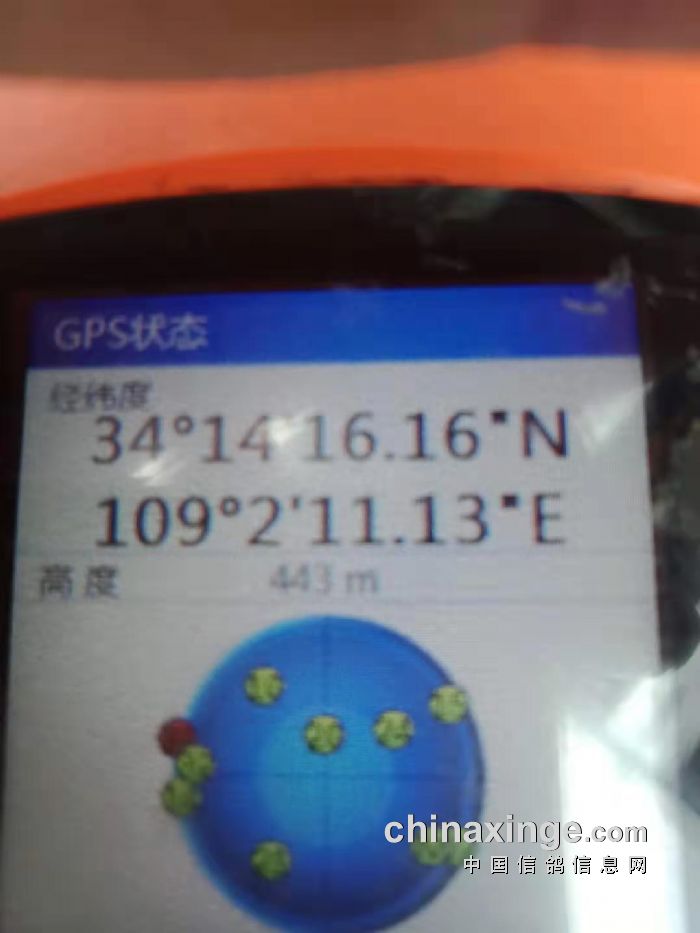 GPS状态
经纬度
34°14'16.16"N
109°2'11.13"E
高度 443 m
chinaxinge.com
中国信鸽信息网